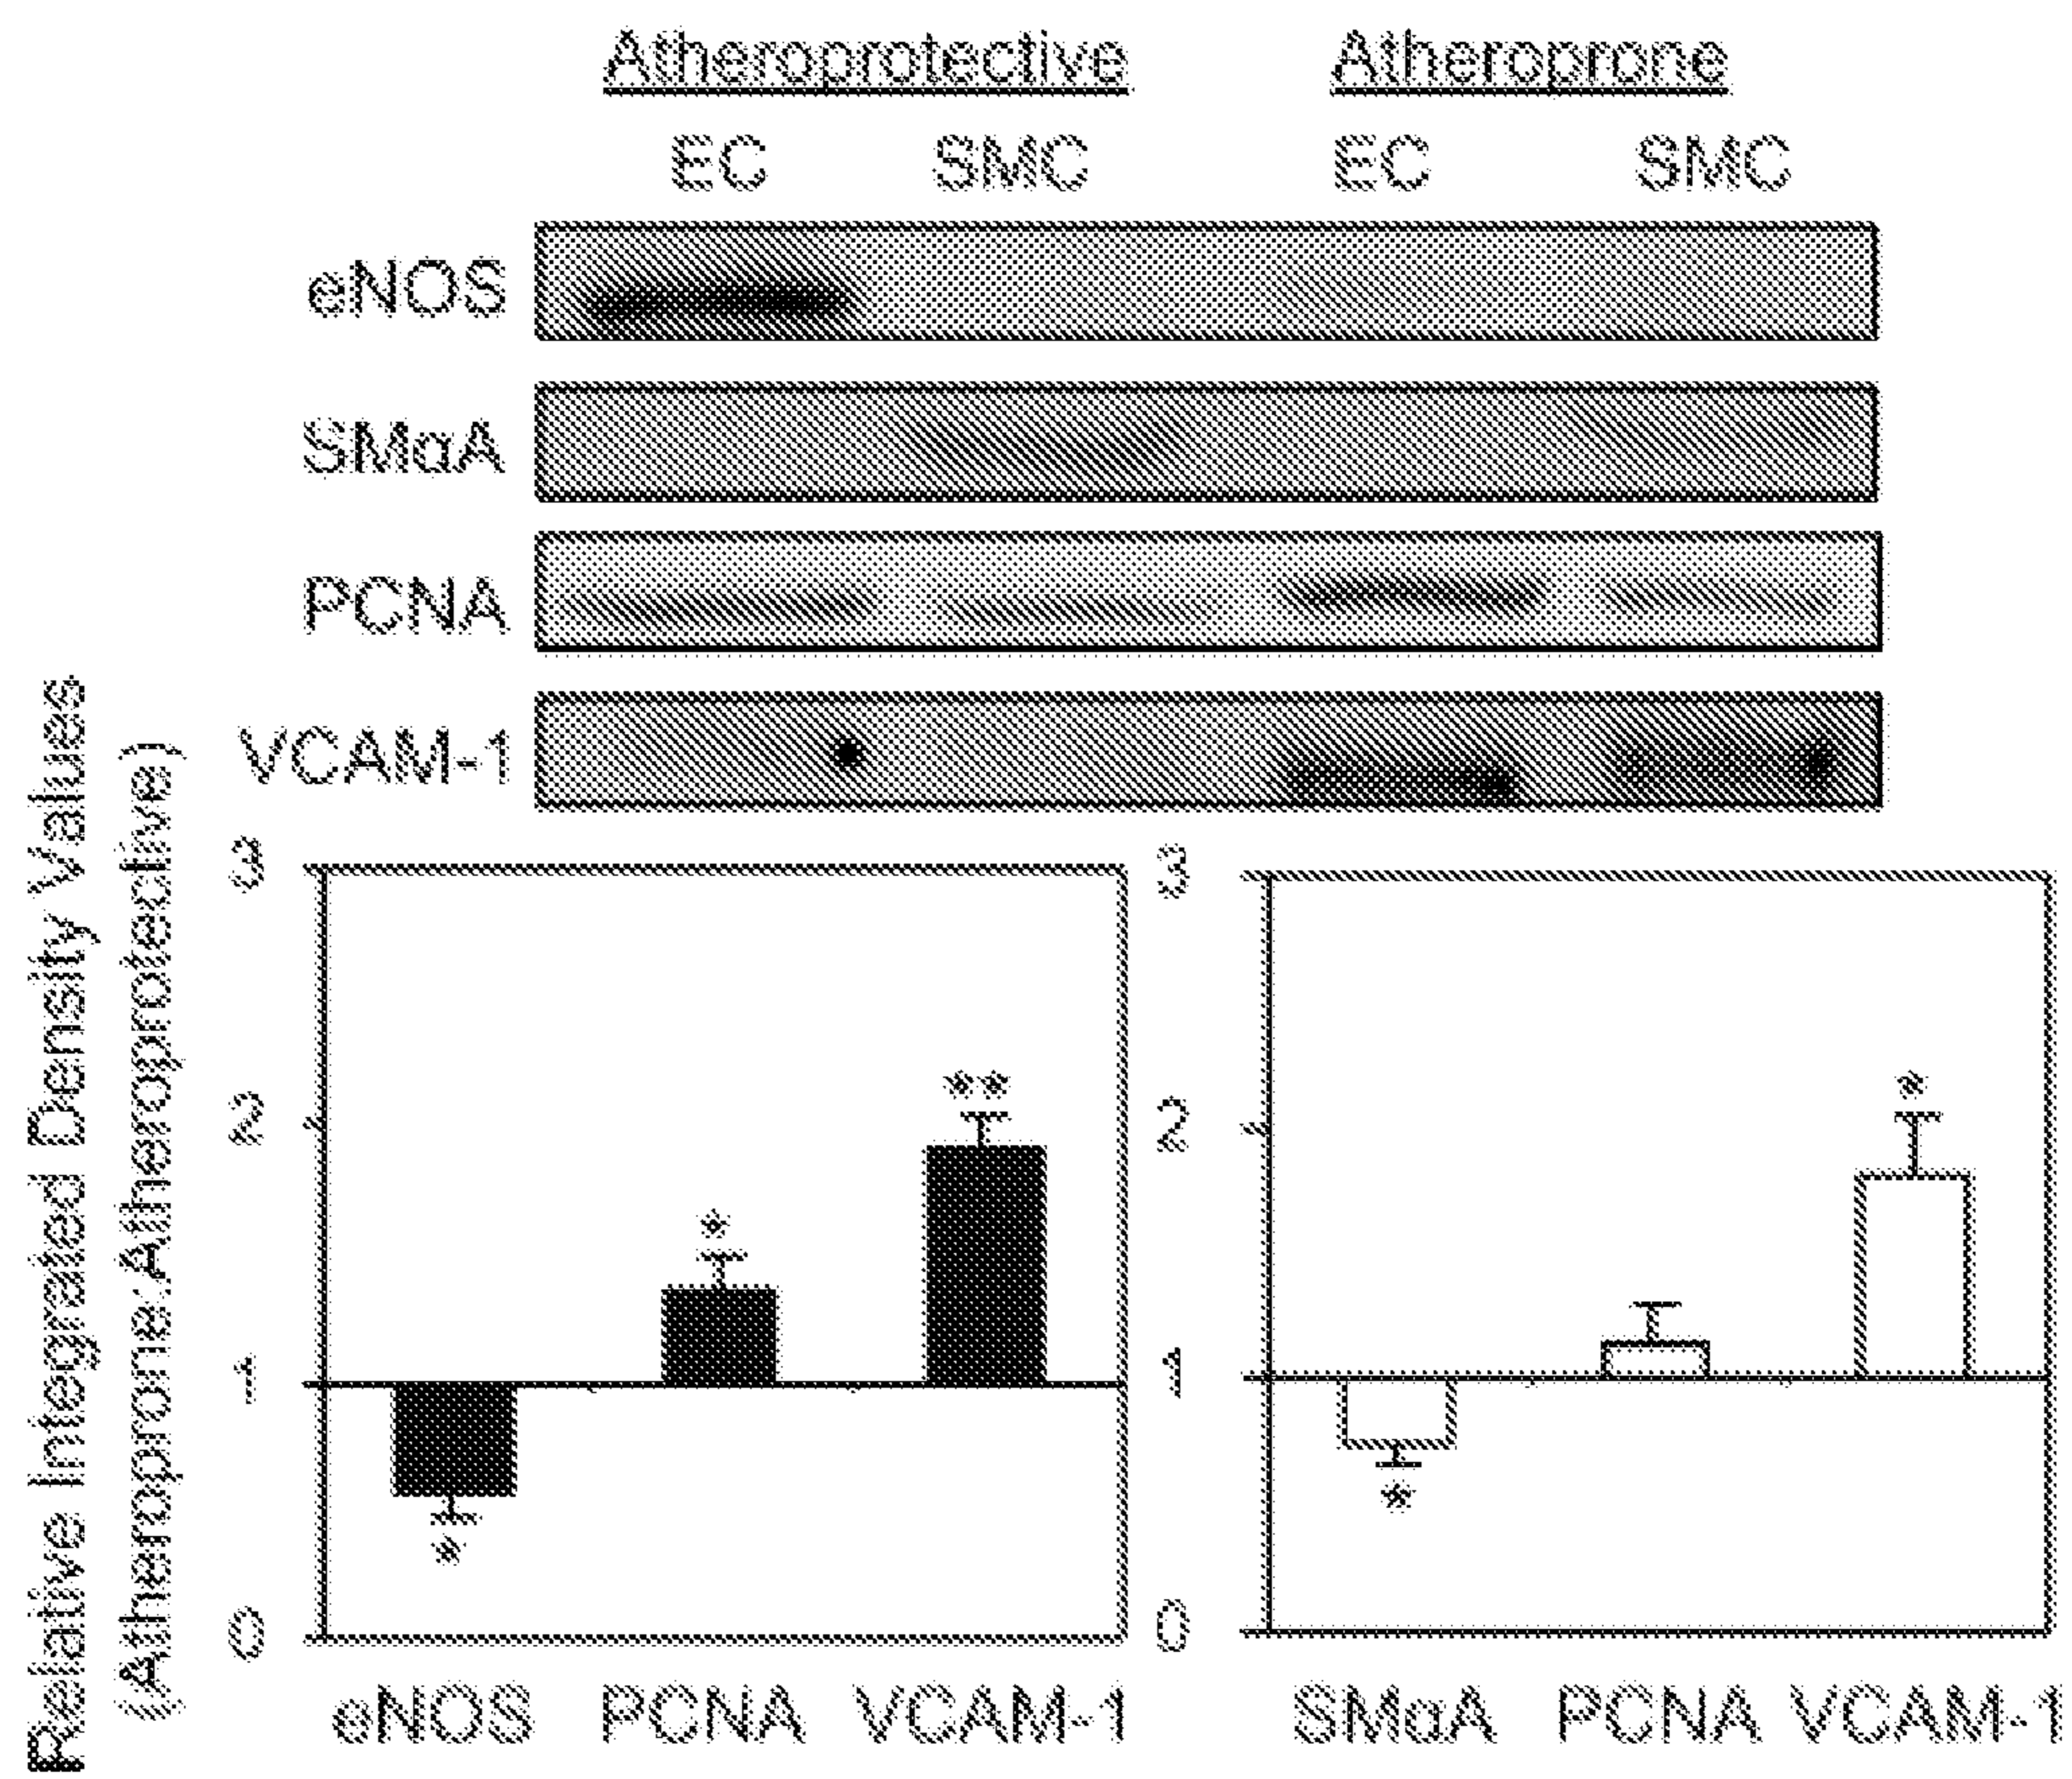 Atheroprotective Atheroprone
EC SMC EC SMC
eNOS
SMαA
PCNA
VCAM-1
Relative Integrated Density Values
(Atheroprone:Atheroprotective)
3
2
1
0
* * **
eNOS PCNA VCAM-1
3
2
1
0
* *
SMαA PCNA VCAM-1